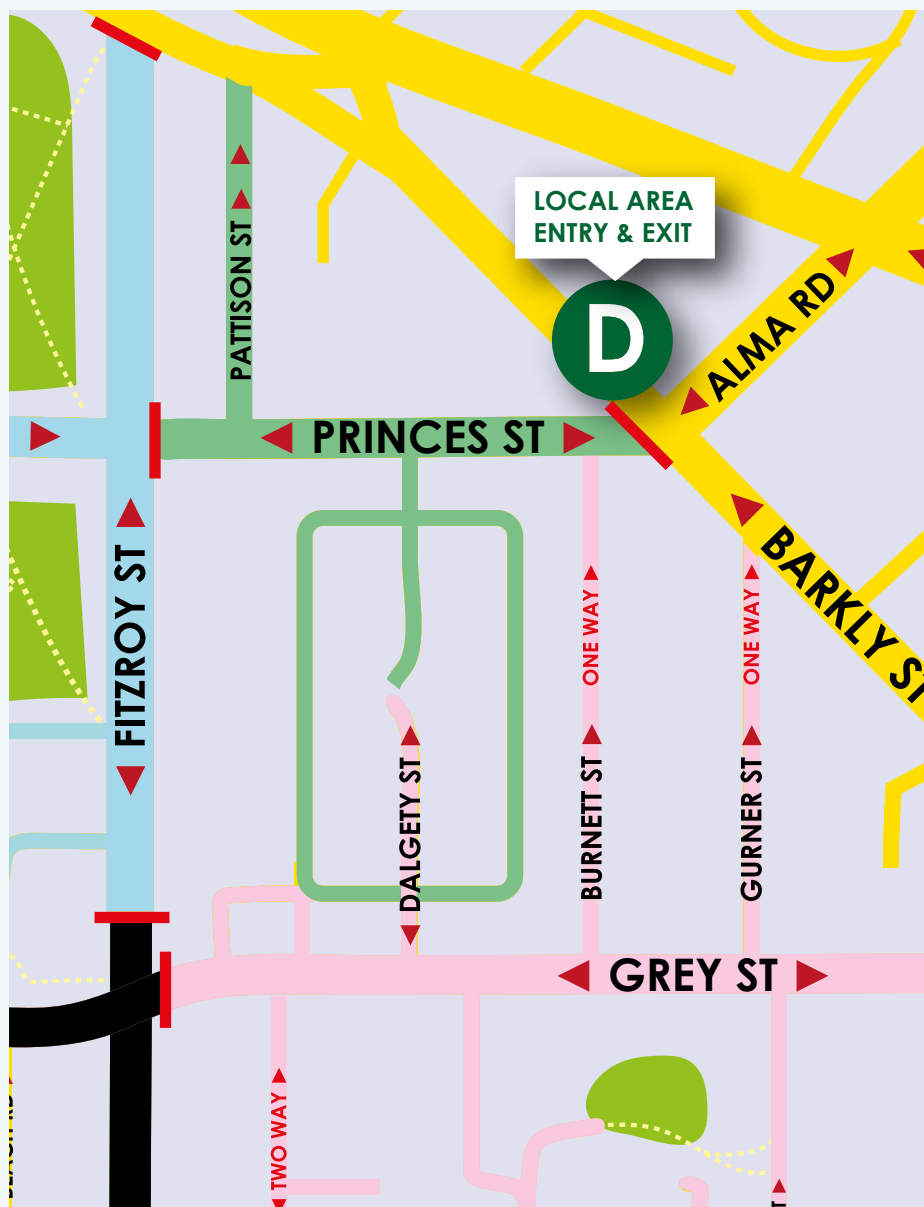 LOCAL AREA
ENTRY & EXIT
D
ALMA RD
PATTISON ST
PRINCES ST
FITZROY ST
BARKLY ST
ONE WAY
ONE WAY
DALGETY ST
BURNETT ST
GURNER ST
GREY ST
TWO WAY